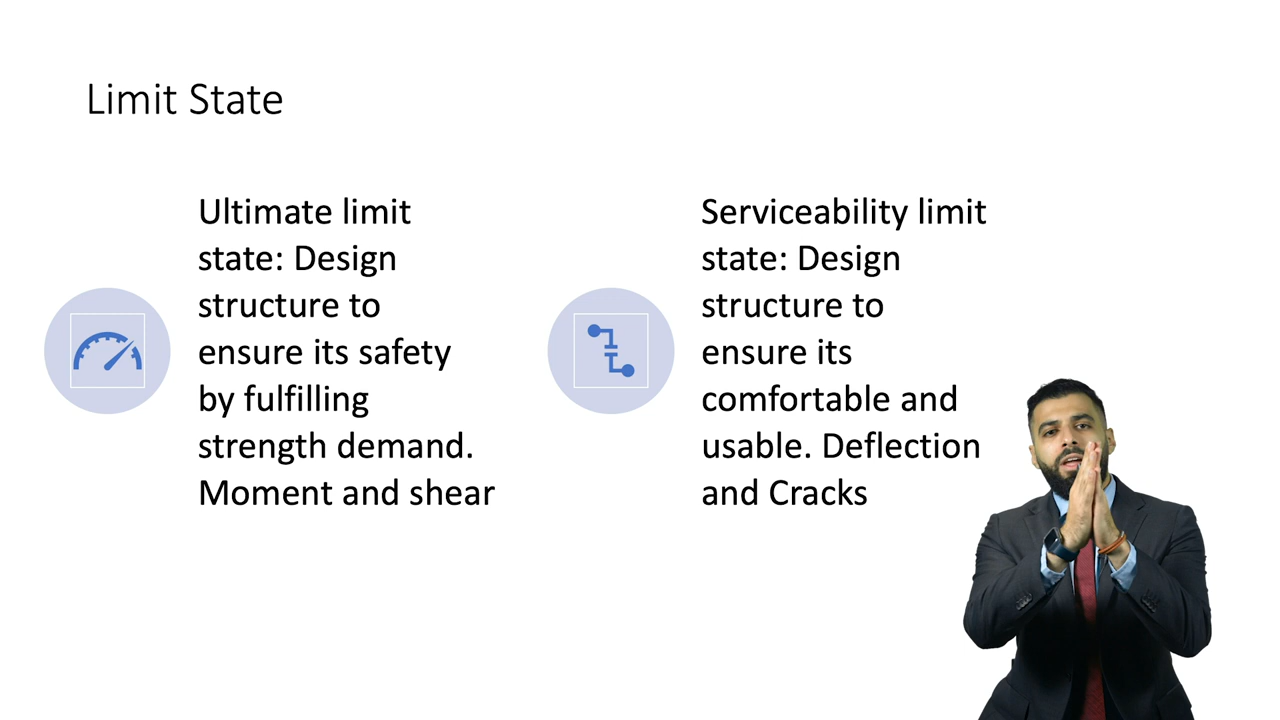 Limit State
Ultimate limit
state: Design
structure to
ensure its safety
by fulfilling
strength demand.
Moment and shear
Serviceability limit
state: Design
structure to
ensure its
comfortable and
usable. Deflection
and Cracks